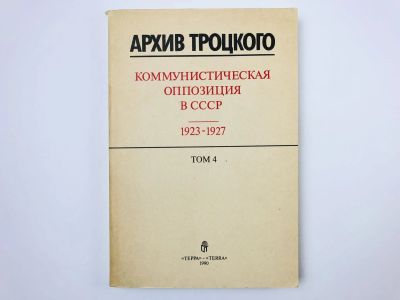 АРХИВ ТРОЦКОГО
КОММУНИСТИЧЕСКАЯ
ОППОЗИЦИЯ
В СССР
1923-1927
ТОМ 4
«ТЕРРА» - «TERRA»
1990